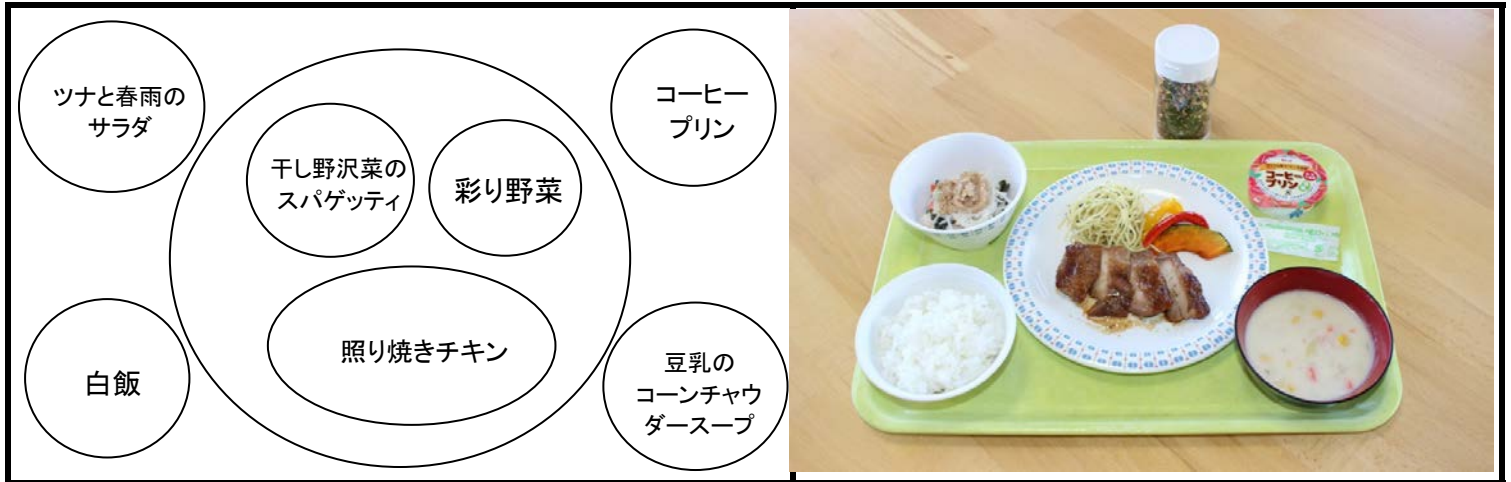 ツナと春雨の
サラダ
コーヒー
プリン
干し野沢菜の
スパゲッティ
彩り野菜
照り焼きチキン
白飯
豆乳の
コーンチャウ
ダースープ
コーヒー
プリン